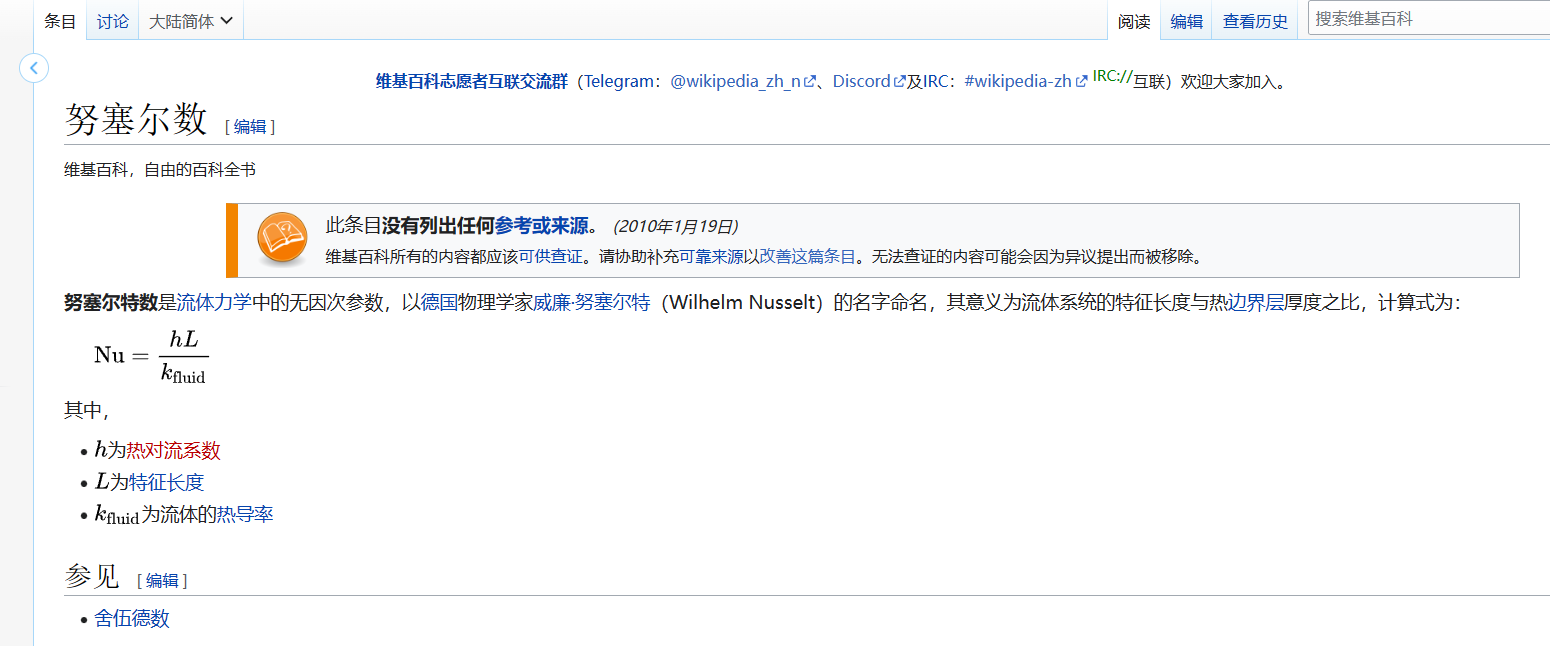 条目 讨论 大陆简体 阅读 编辑 查看历史 搜索维基百科
维基百科志愿者互联交流群（Telegram：@wikipedia_zh_n、Discord及IRC：#wikipedia-zh IRC://互联）欢迎大家加入。
努塞尔数 [编辑]
维基百科，自由的百科全书
此条目没有列出任何参考或来源。 (2010年1月19日)
维基百科所有的内容都应该可供查证。请协助补充可靠来源以改善这篇条目。无法查证的内容可能会因为异议提出而被移除。
努塞尔特数是流体力学中的无因次参数，以德国物理学家威廉·努塞尔特（Wilhelm Nusselt）的名字命名，其意义为流体系统的特征长度与热边界层厚度之比，计算式为：
Nu = hL / k_fluid
其中，
• h为热对流系数
• L为特征长度
• k_fluid为流体的热导率
参见 [编辑]
• 舍伍德数